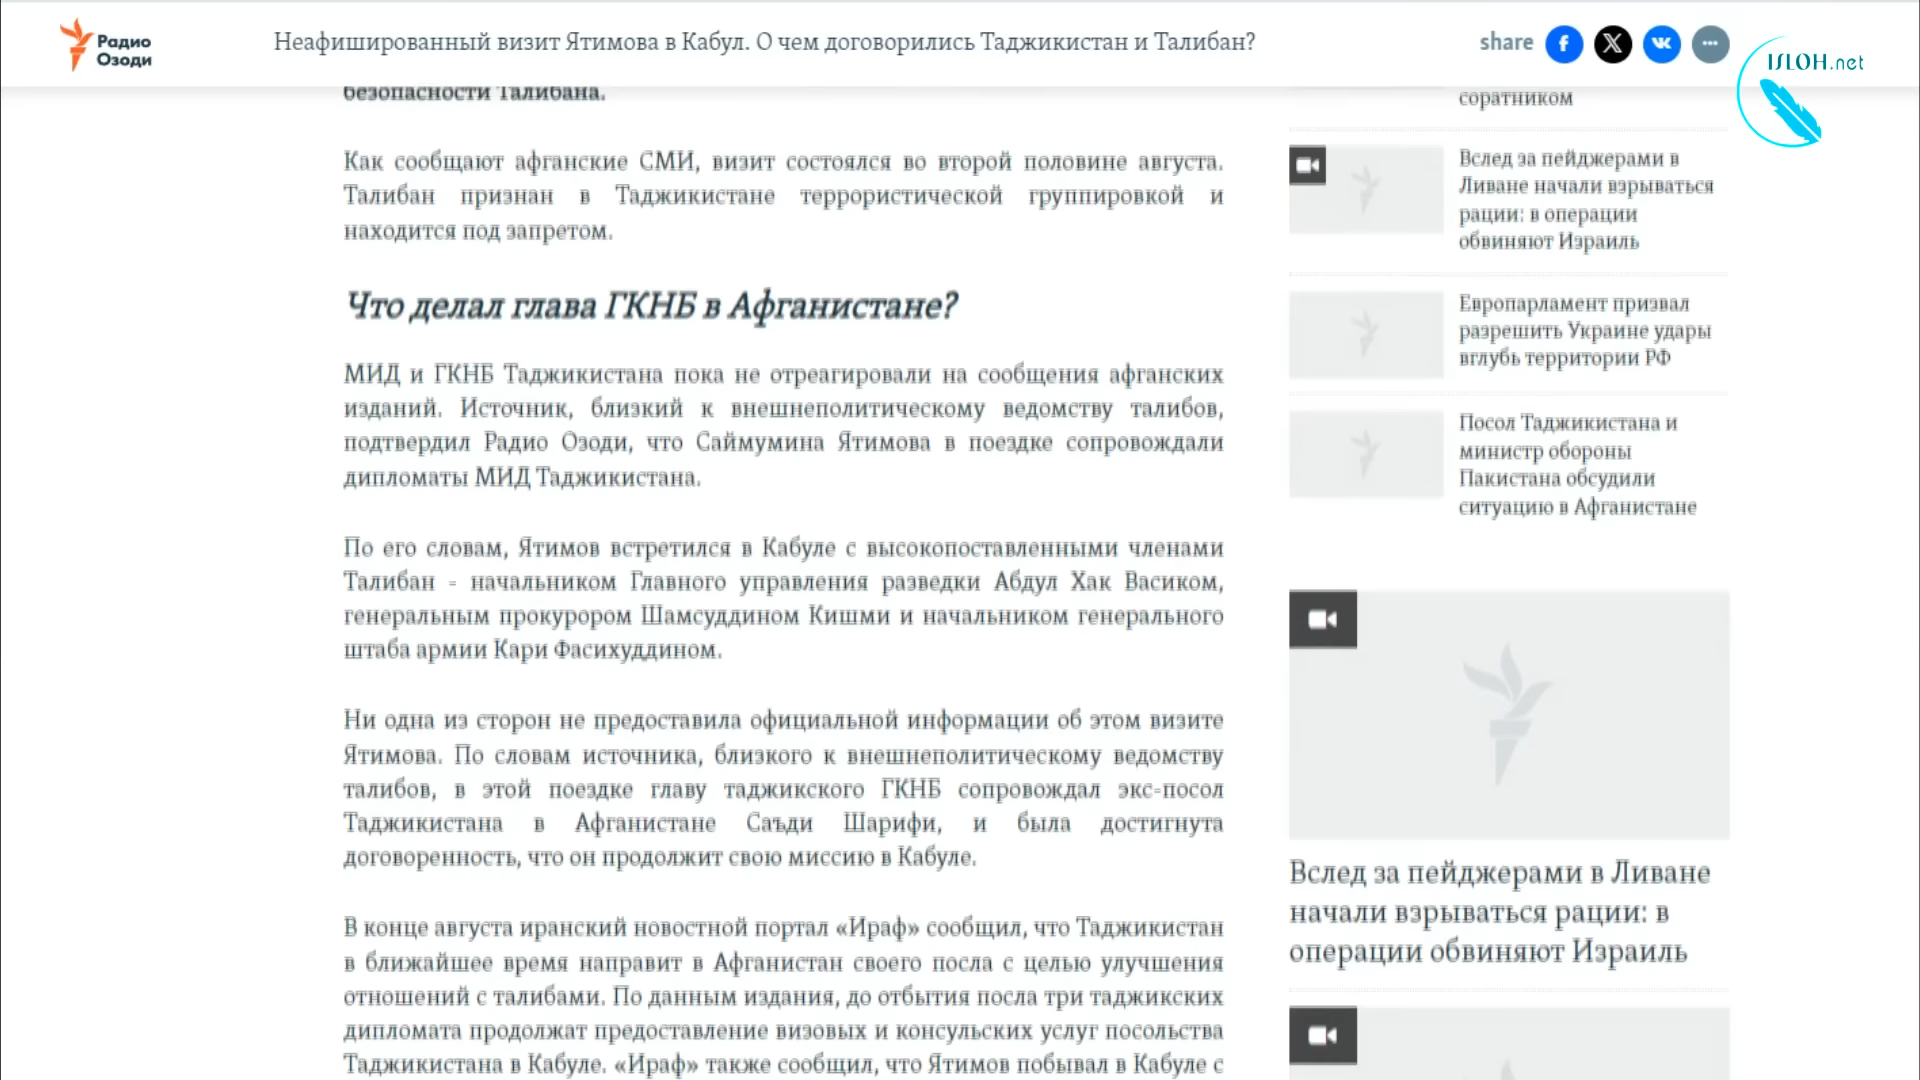 Радио
Озоди
Неафишированный визит Ятимова в Кабул. О чем договорились Таджикистан и Талибан?
share
ISLOH.net
безопасности Талибана.
Как сообщают афганские СМИ, визит состоялся во второй половине августа.
Талибан признан в Таджикистане террористической группировкой и
находится под запретом.
Что делал глава ГКНБ в Афганистане?
МИД и ГКНБ Таджикистана пока не отреагировали на сообщения афганских
изданий. Источник, близкий к внешнеполитическому ведомству талибов,
подтвердил Радио Озоди, что Саймумина Ятимова в поездке сопровождали
дипломаты МИД Таджикистана.
По его словам, Ятимов встретился в Кабуле с высокопоставленными членами
Талибан - начальником Главного управления разведки Абдул Хак Васиком,
генеральным прокурором Шамсуддином Кишми и начальником генерального
штаба армии Кари Фасихуддином.
Ни одна из сторон не предоставила официальной информации об этом визите
Ятимова. По словам источника, близкого к внешнеполитическому ведомству
талибов, в этой поездке главу таджикского ГКНБ сопровождал экс-посол
Таджикистана в Афганистане Саъди Шарифи, и была достигнута
договоренность, что он продолжит свою миссию в Кабуле.
В конце августа иранский новостной портал «Ираф» сообщил, что Таджикистан
в ближайшее время направит в Афганистан своего посла с целью улучшения
отношений с талибами. По данным издания, до отбытия посла три таджикских
дипломата продолжат предоставление визовых и консульских услуг посольства
Таджикистана в Кабуле. «Ираф» также сообщил, что Ятимов побывал в Кабуле с
соратником
Вслед за пейджерами в
Ливане начали взрываться
рации: в операции
обвиняют Израиль
Европарламент призвал
разрешить Украине удары
вглубь территории РФ
Посол Таджикистана и
министр обороны
Пакистана обсудили
ситуацию в Афганистане
Вслед за пейджерами в Ливане
начали взрываться рации: в
операции обвиняют Израиль